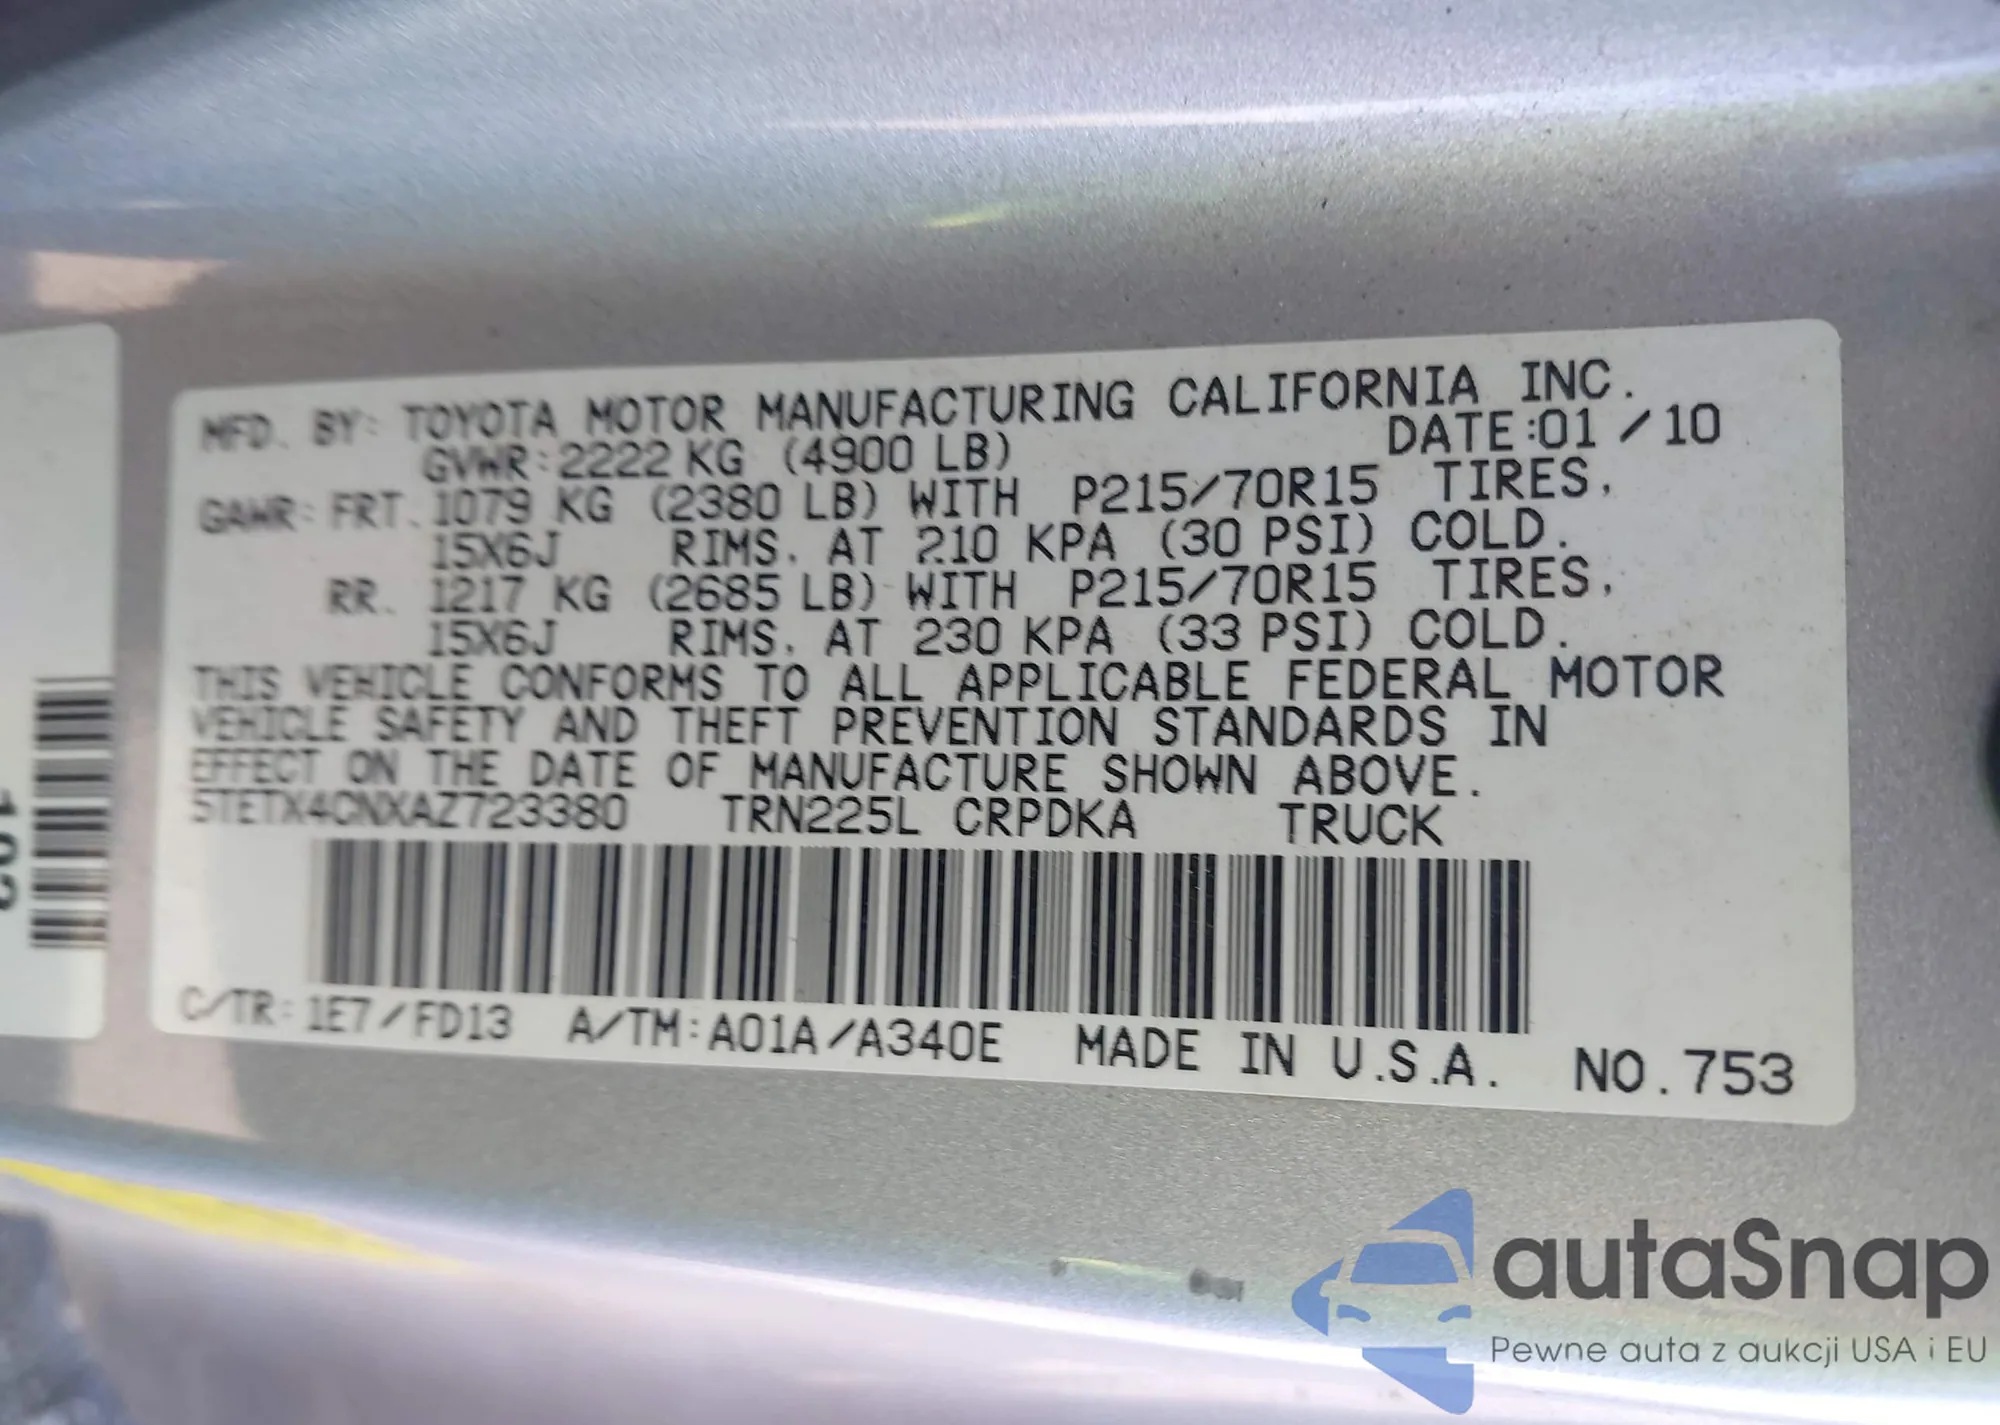 MFD. BY: TOYOTA MOTOR MANUFACTURING CALIFORNIA INC.
GVWR: 2222 KG (4900 LB) DATE:01 / 10
GAWR: FRT. 1079 KG (2380 LB) WITH P215/70R15 TIRES,
15X6J RIMS, AT 210 KPA (30 PSI) COLD.
RR. 1217 KG (2685 LB) WITH P215/70R15 TIRES,
15X6J RIMS, AT 230 KPA (33 PSI) COLD.
THIS VEHICLE CONFORMS TO ALL APPLICABLE FEDERAL MOTOR
VEHICLE SAFETY AND THEFT PREVENTION STANDARDS IN
EFFECT ON THE DATE OF MANUFACTURE SHOWN ABOVE.
5TETX4CNXAZ723380 TRN225L CRPDKA TRUCK
C/TR: 1E7/FD13 A/TM:A01A/A340E MADE IN U.S.A. NO.753
autaSnap
Pewne auta z aukcji USA i EU